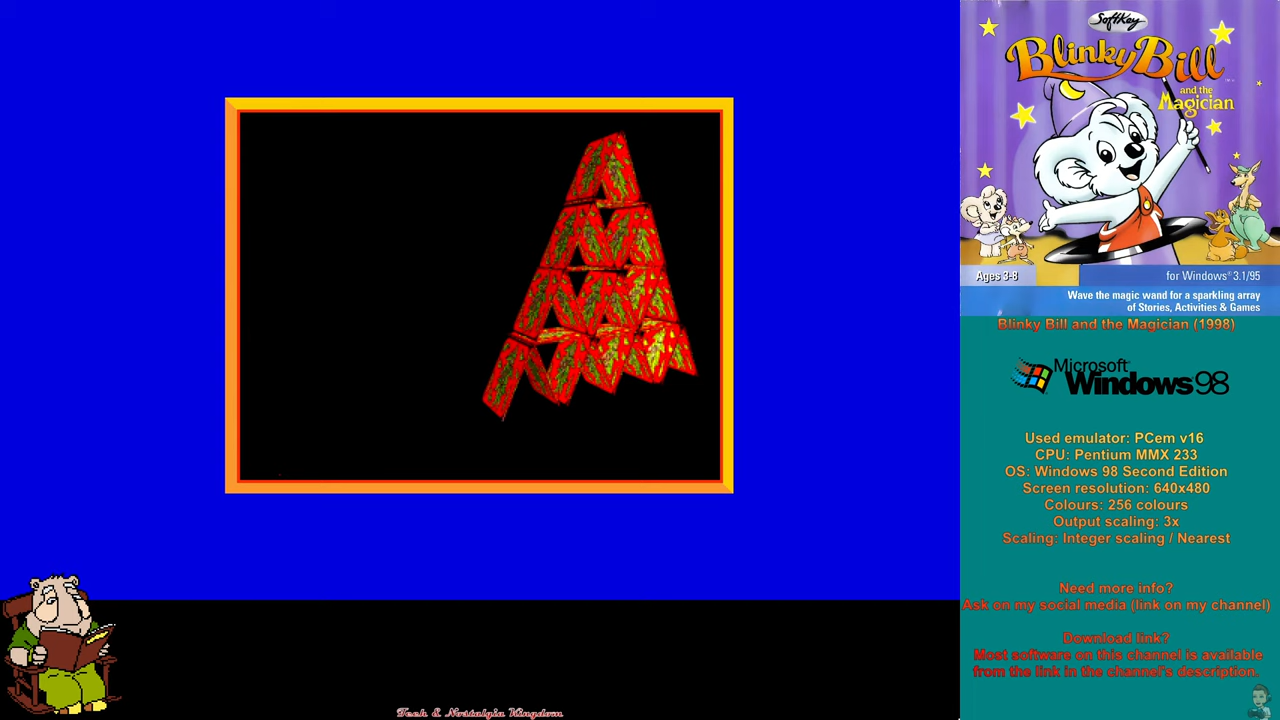 SoftKey
Blinky Bill
and the
Magician
Ages 3-8
for Windows® 3.1/95
Wave the magic wand for a sparkling array
of Stories, Activities & Games
Blinky Bill and the Magician (1998)
Microsoft
Windows 98
Used emulator: PCem v16
CPU: Pentium MMX 233
OS: Windows 98 Second Edition
Screen resolution: 640x480
Colours: 256 colours
Output scaling: 3x
Scaling: Integer scaling / Nearest
Need more info?
Ask on my social media (link on my channel)
Download link?
Most software on this channel is available
from the link in the channel's description.
Tech & Nostalgia Kingdom